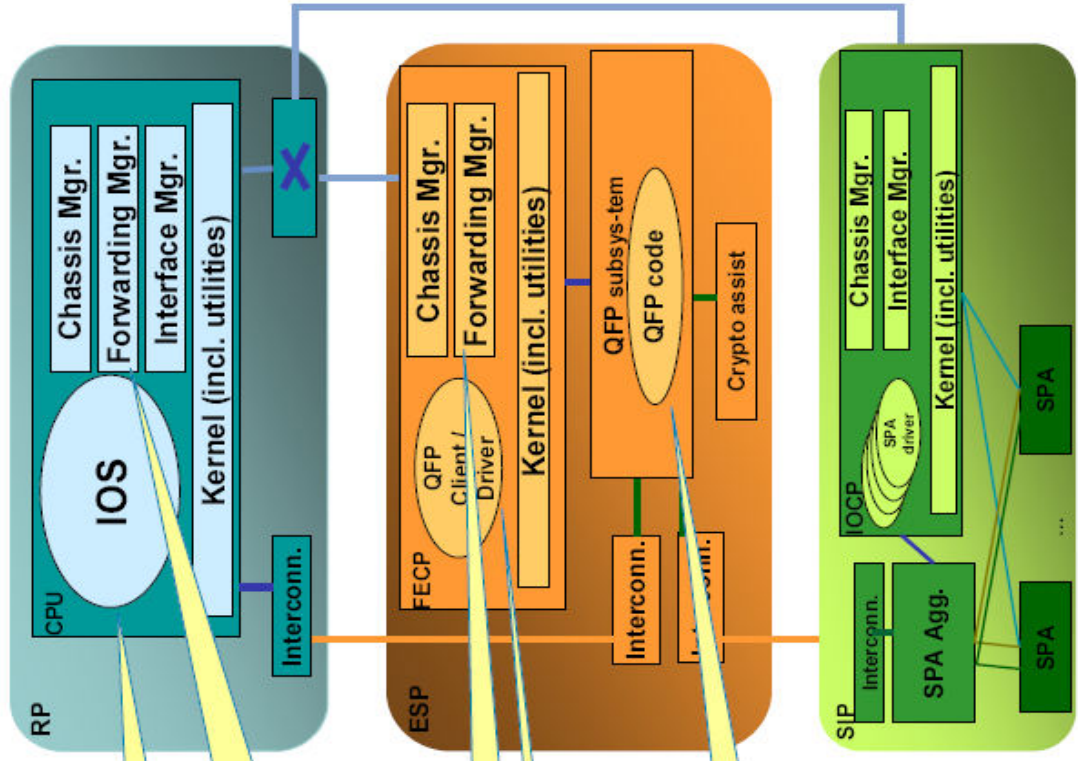 RP
CPU
IOS
Chassis Mgr.
Forwarding Mgr.
Interface Mgr.
Kernel (incl. utilities)
Interconn.
ESP
FECP
QFP
Client /
Driver
Chassis Mgr.
Forwarding Mgr.
Kernel (incl. utilities)
QFP subsys-tem
QFP code
Interconn.
Crypto assist
SIP
IOCP
SPA
driver
Chassis Mgr.
Interface Mgr.
Kernel (incl. utilities)
Interconn.
SPA Agg.
SPA
...
SPA